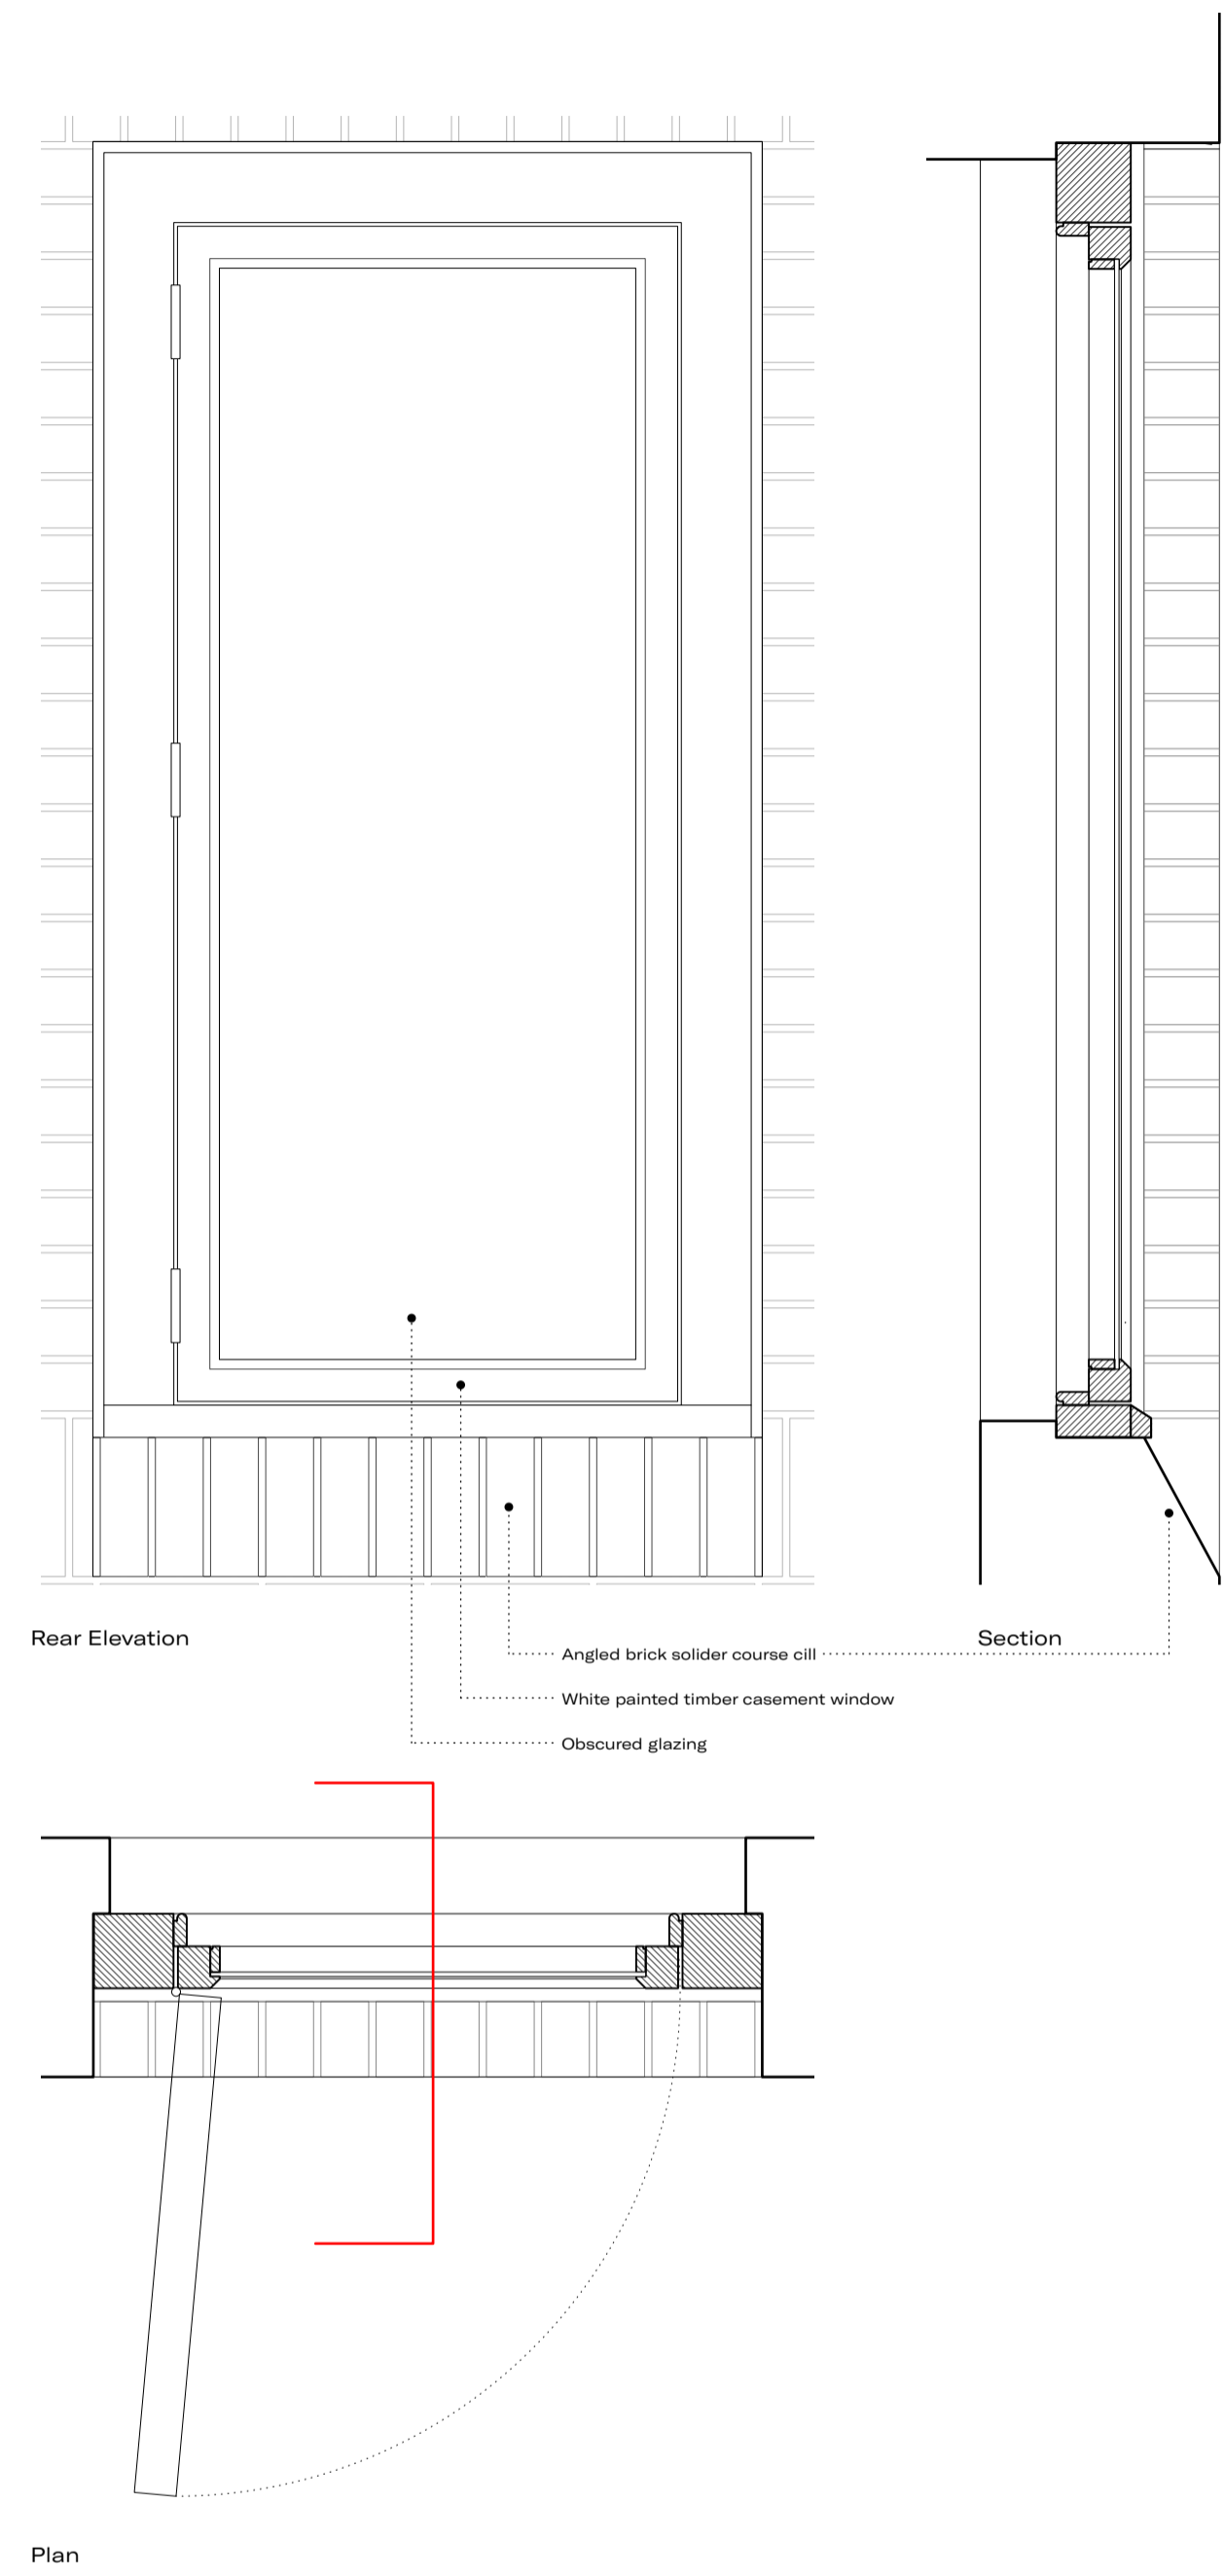 Rear Elevation
Section
Angled brick solider course cill
White painted timber casement window
Obscured glazing
Plan